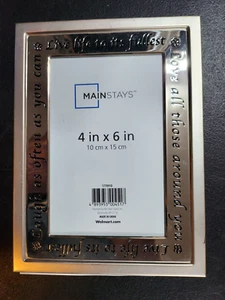 Live life to its fullest
Love all those around you
Live life to its fullest
Laugh as often as you can
MAINSTAYS
4 in x 6 in
10 cm x 15 cm
Walmart.com